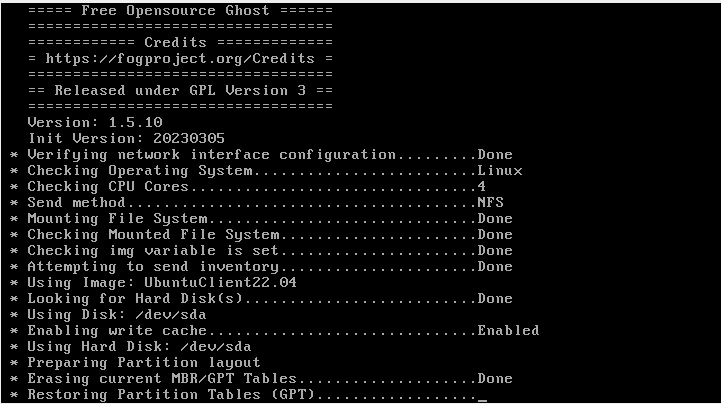 ===== Free Opensource Ghost ======
==================================
============ Credits =============
= https://fogproject.org/Credits =
==================================
== Released under GPL Version 3 ==
==================================
Version: 1.5.10
Init Version: 20230305
* Verifying network interface configuration.........Done
* Checking Operating System.........................Linux
* Checking CPU Cores................................4
* Send method.......................................NFS
* Mounting File System..............................Done
* Checking Mounted File System......................Done
* Checking img variable is set......................Done
* Attempting to send inventory......................Done
* Using Image: UbuntuClient22.04
* Looking for Hard Disk(s)..........................Done
* Using Disk: /dev/sda
* Enabling write cache..............................Enabled
* Using Hard Disk: /dev/sda
* Preparing Partition layout
* Erasing current MBR/GPT Tables....................Done
* Restoring Partition Tables (GPT).................._